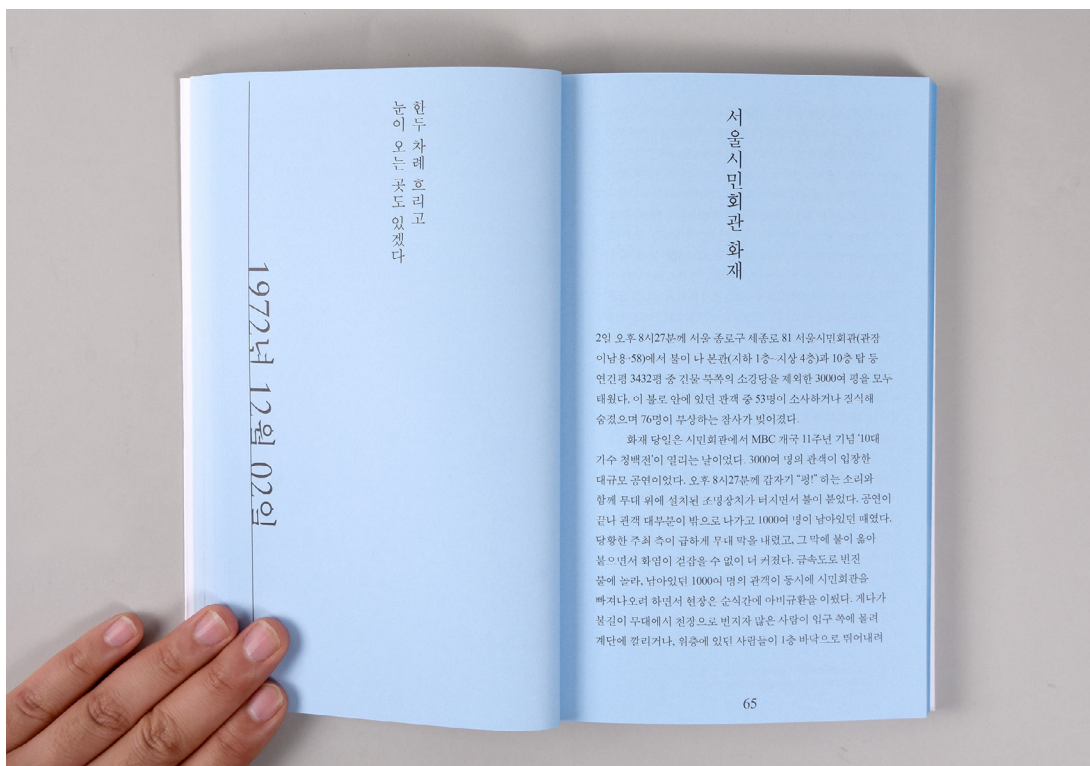 한두 차례 흐리고
눈이 오는 곳도 있겠다
1972년 12월 02일
서울시민회관 화재
2일 오후 8시27분께 서울 종로구 세종로 81 서울시민회관(관장
이남용·58)에서 불이 나 본관(지하 1층~지상 4층)과 10층 탑 등
연건평 3432평 중 건물 북쪽의 소강당을 제외한 3000여 평을 모두
태웠다. 이 불로 안에 있던 관객 중 53명이 소사하거나 질식해
숨졌으며 76명이 부상하는 참사가 빚어졌다.
화재 당일은 시민회관에서 MBC 개국 11주년 기념 ‘10대
가수 청백전’이 열리는 날이었다. 3000여 명의 관객이 입장한
대규모 공연이었다. 오후 8시27분께 갑자기 “펑!” 하는 소리와
함께 무대 위에 설치된 조명장치가 터지면서 불이 붙었다. 공연이
끝나 관객 대부분이 밖으로 나가고 1000여 명이 남아있던 때였다.
당황한 주최 측이 급하게 무대 막을 내렸고, 그 막에 불이 옮아
붙으면서 화염이 걷잡을 수 없이 더 커졌다. 급속도로 번진
불에 놀라, 남아있던 1000여 명의 관객이 동시에 시민회관을
빠져나오려 하면서 현장은 순식간에 아비규환을 이뤘다. 게다가
불길이 무대에서 천장으로 번지자 많은 사람이 입구 쪽에 몰려
계단에 깔리거나, 위층에 있던 사람들이 1층 바닥으로 뛰어내려
65